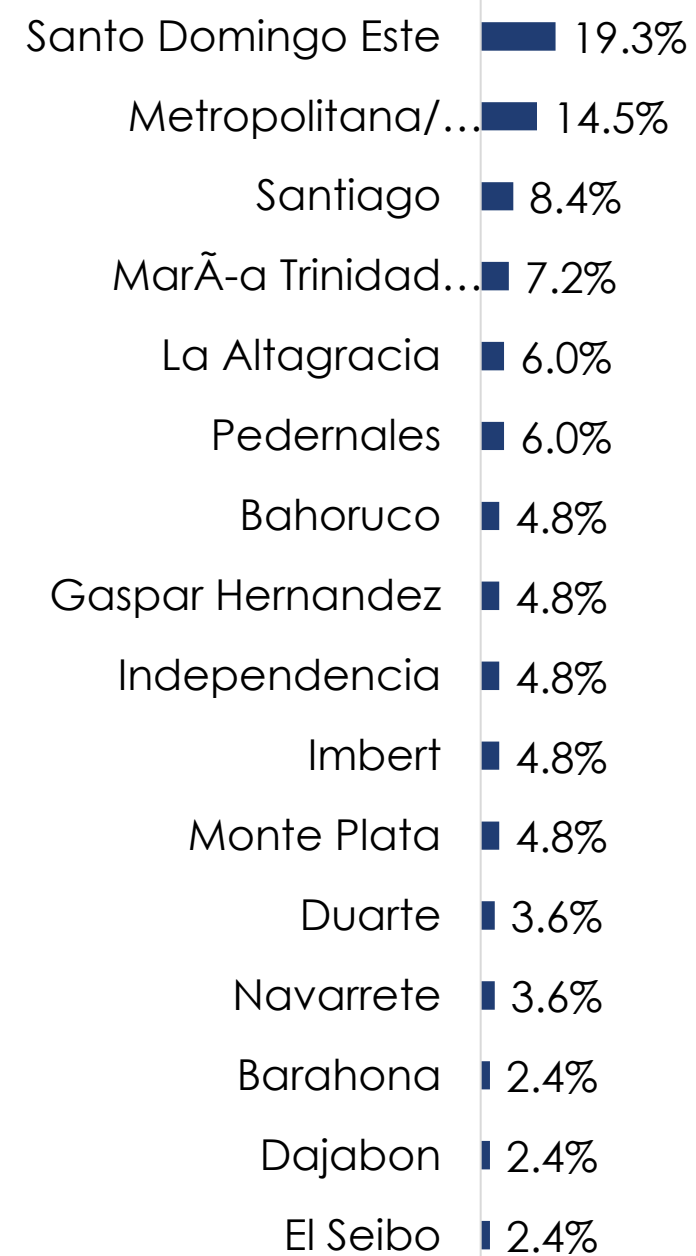 Santo Domingo Este 19.3%
Metropolitana/... 14.5%
Santiago 8.4%
MarÃ-a Trinidad... 7.2%
La Altagracia 6.0%
Pedernales 6.0%
Bahoruco 4.8%
Gaspar Hernandez 4.8%
Independencia 4.8%
Imbert 4.8%
Monte Plata 4.8%
Duarte 3.6%
Navarrete 3.6%
Barahona 2.4%
Dajabon 2.4%
El Seibo 2.4%